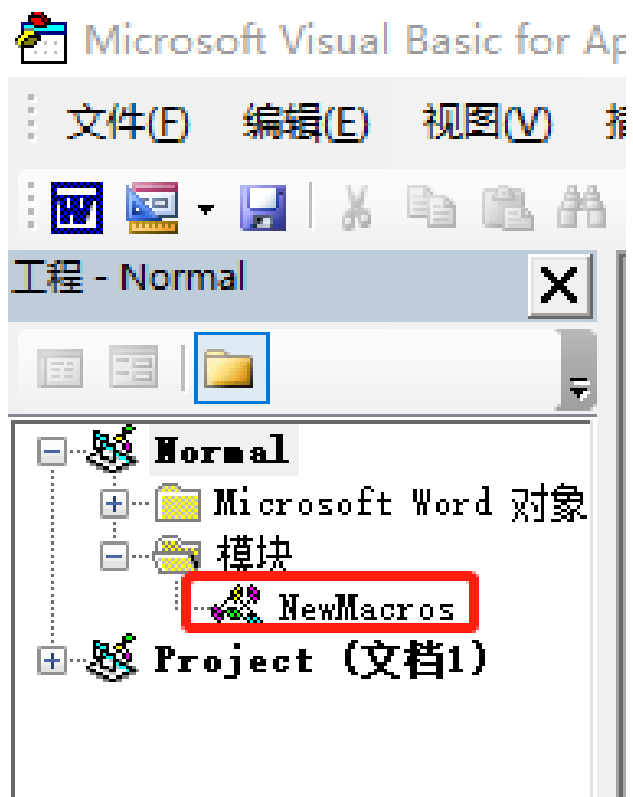 Microsoft Visual Basic for Ap
文件(F) 编辑(E) 视图(V)
工程 - Normal
Normal
Microsoft Word 对象
模块
NewMacros
Project (文档1)